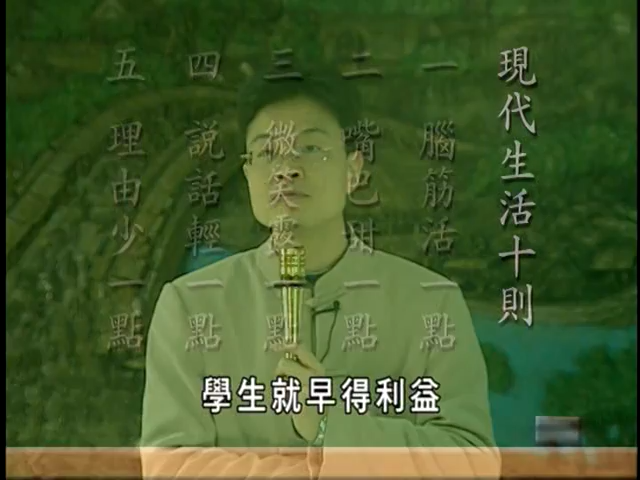 現代生活十則
一 腦筋活一點
二 嘴巴甜一點
三 微笑露一點
四 説話輕一點
五 理由少一點
學生就早得利益